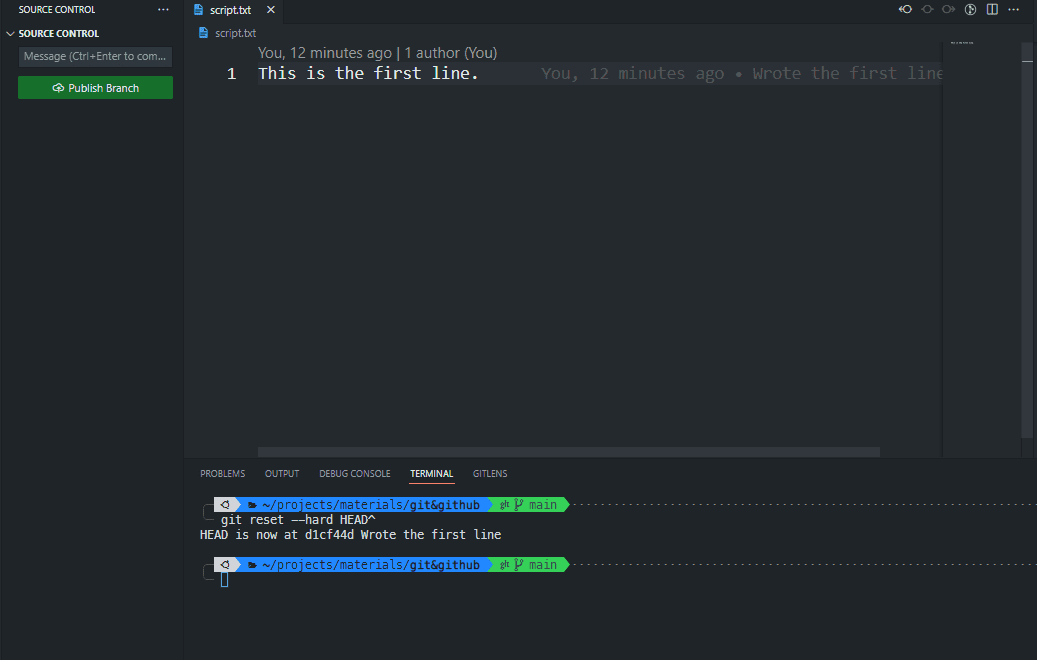 SOURCE CONTROL
SOURCE CONTROL
Message (Ctrl+Enter to com...
Publish Branch
script.txt
script.txt
You, 12 minutes ago | 1 author (You)
1 This is the first line. You, 12 minutes ago • Wrote the first line
PROBLEMS OUTPUT DEBUG CONSOLE TERMINAL GITLENS
~/projects/materials/git&github git main
git reset --hard HEAD^
HEAD is now at d1cf44d Wrote the first line
~/projects/materials/git&github git main